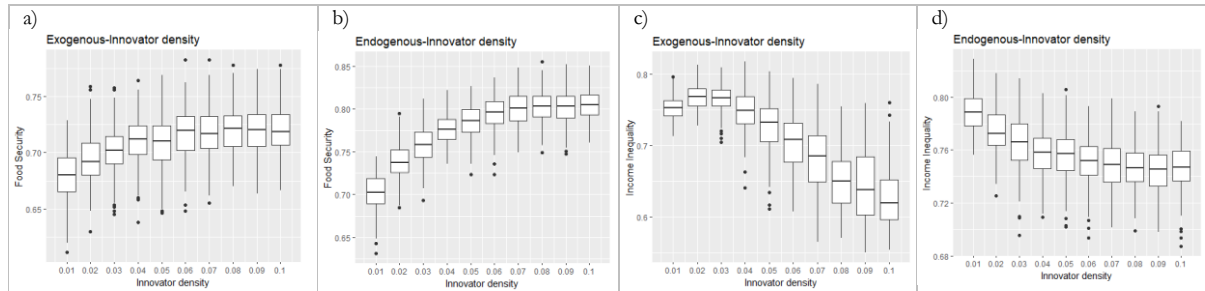 a)
Exogenous-Innovator density
Food Security
0.75
0.70
0.65
0.01 0.02 0.03 0.04 0.05 0.06 0.07 0.08 0.09 0.1
Innovator density
b)
Endogenous-Innovator density
Food Security
0.85
0.80
0.75
0.70
0.65
0.01 0.02 0.03 0.04 0.05 0.06 0.07 0.08 0.09 0.1
Innovator density
c)
Exogenous-Innovator density
Income Inequality
0.8
0.7
0.6
0.01 0.02 0.03 0.04 0.05 0.06 0.07 0.08 0.09 0.1
Innovator density
d)
Endogenous-Innovator density
Income Inequality
0.80
0.76
0.72
0.68
0.01 0.02 0.03 0.04 0.05 0.06 0.07 0.08 0.09 0.1
Innovator density